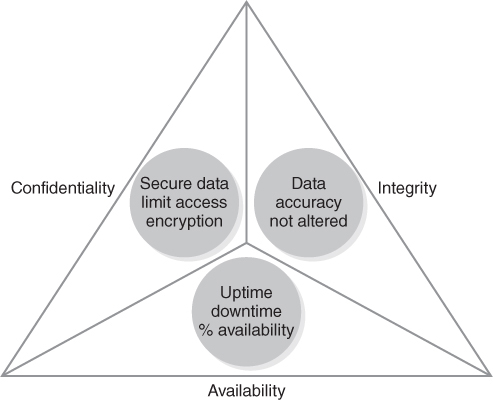 Confidentiality
Secure data
limit access
encryption
Data
accuracy
not altered
Integrity
Uptime
downtime
% availability
Availability